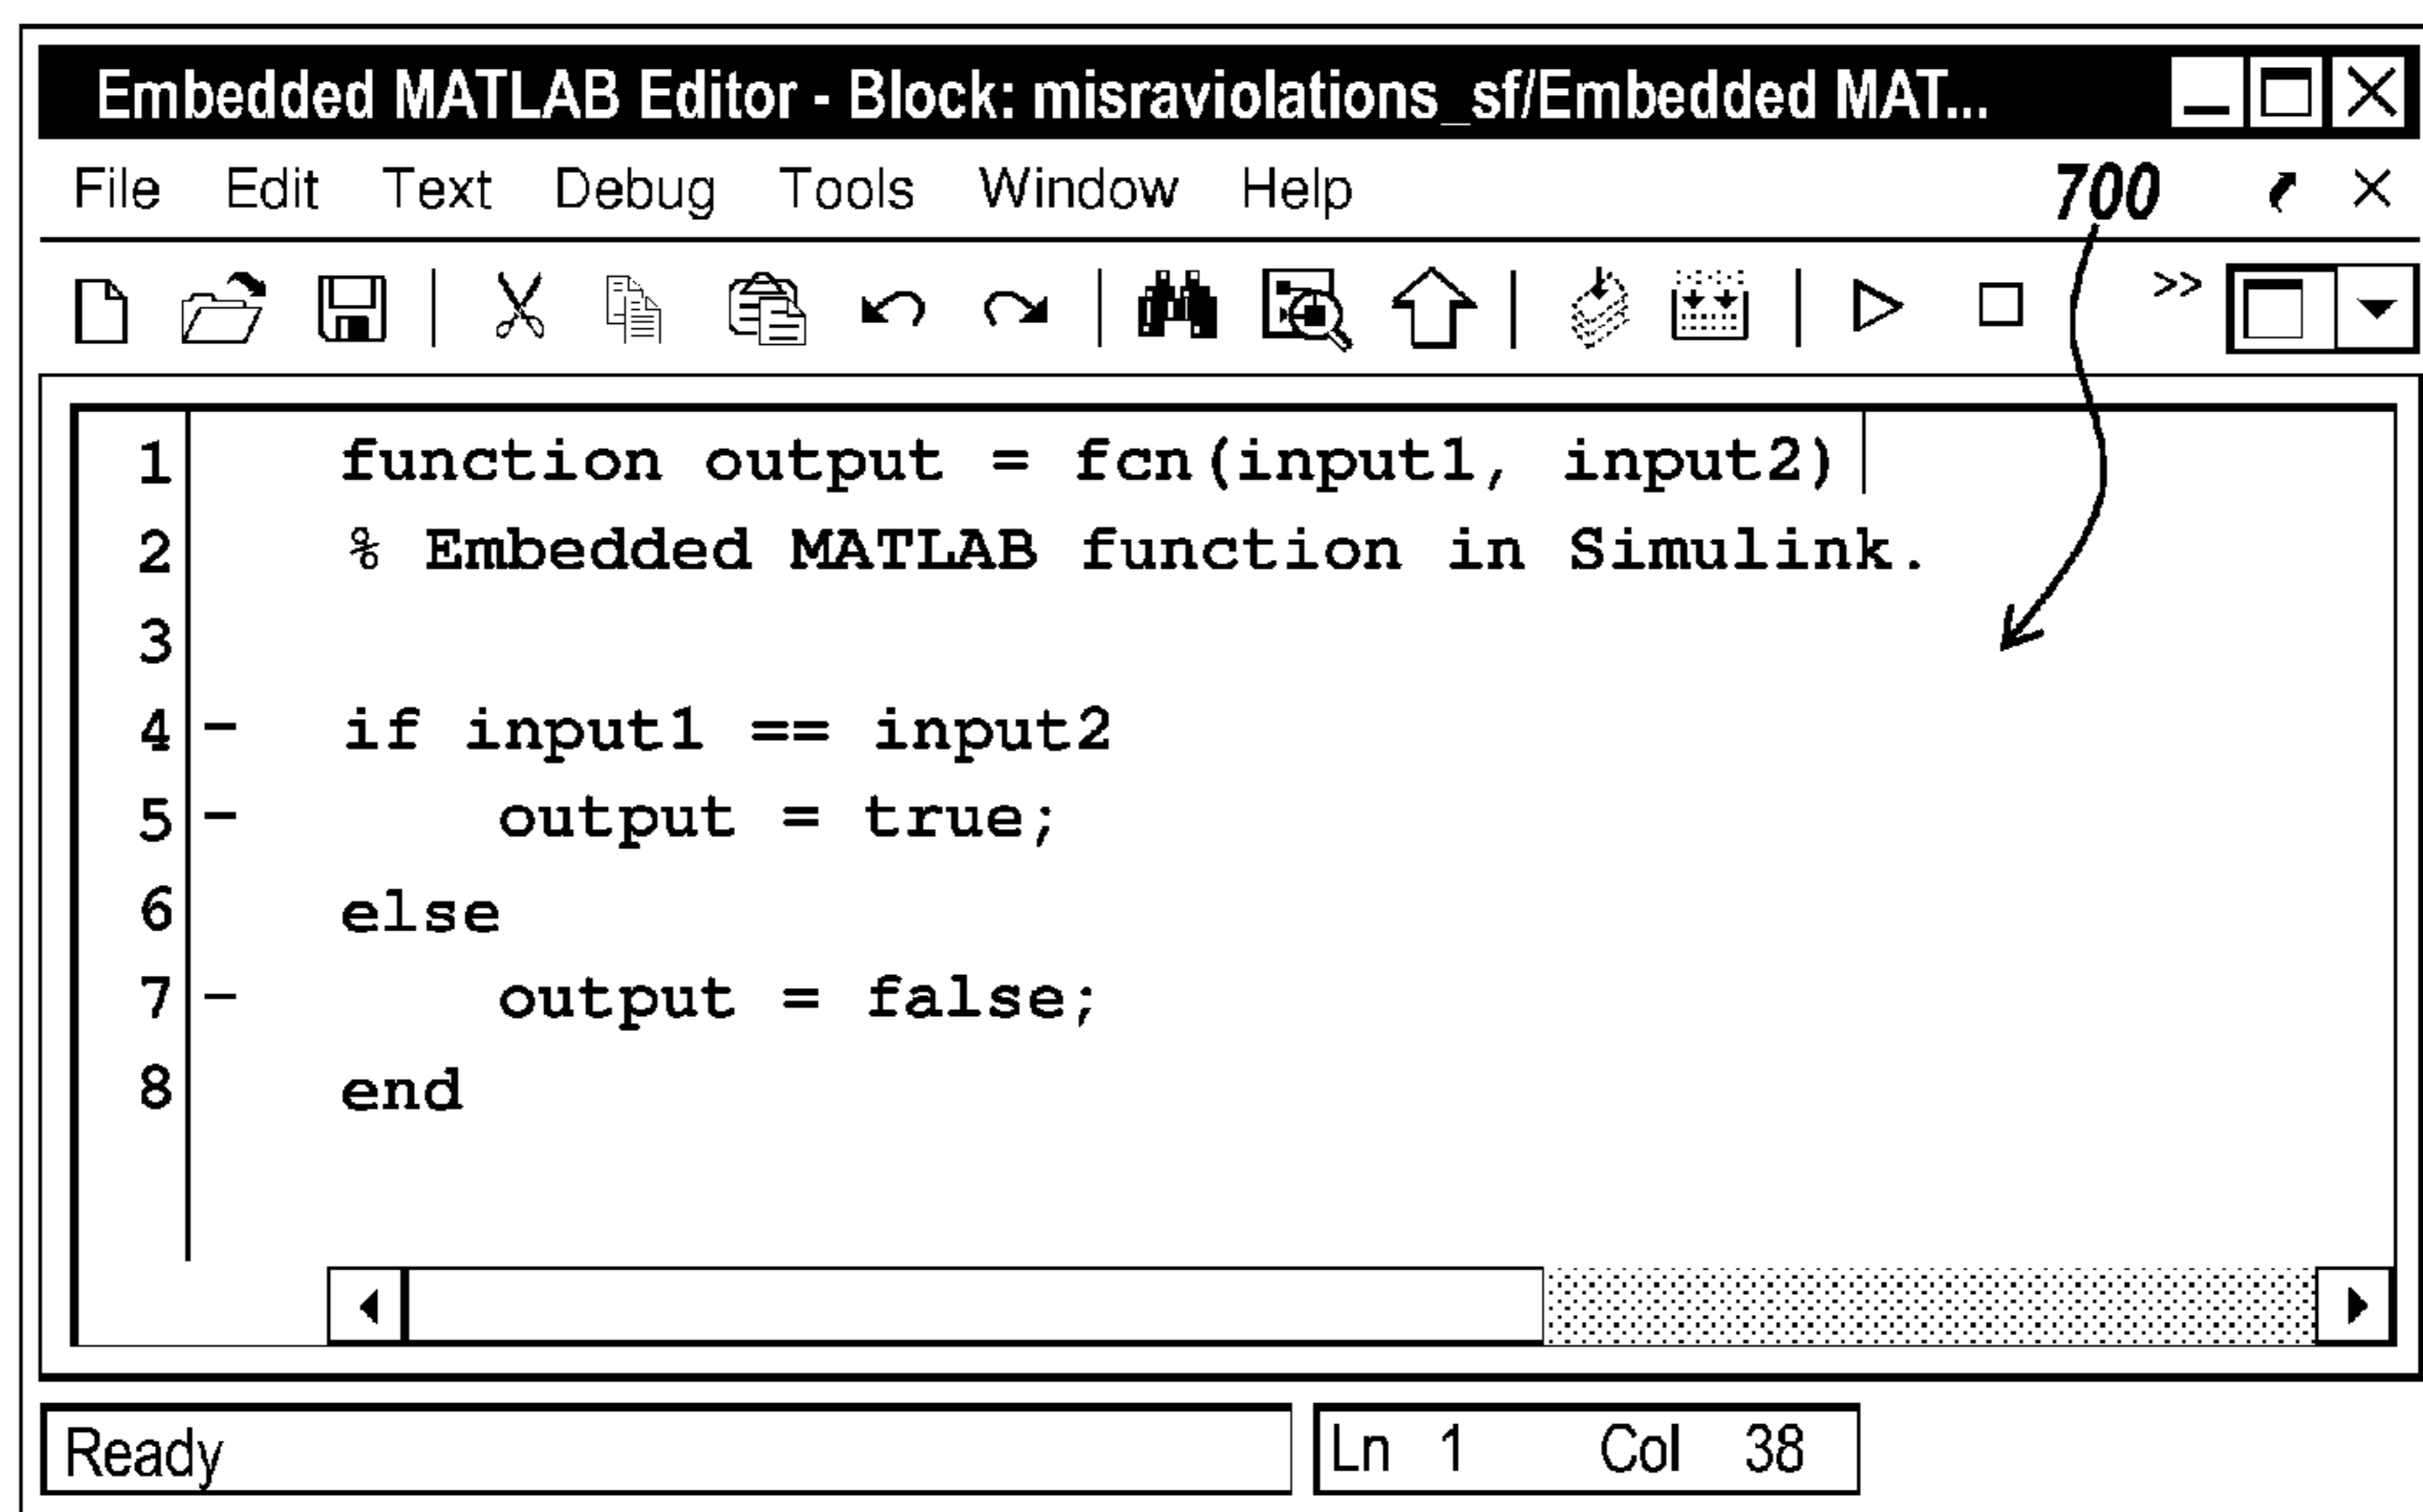 Embedded MATLAB Editor - Block: misraviolations_sf/Embedded MAT...
File Edit Text Debug Tools Window Help 700
>>
1 function output = fcn(input1, input2)
2 % Embedded MATLAB function in Simulink.
3
4 - if input1 == input2
5 - output = true;
6 else
7 - output = false;
8 end
Ready Ln 1 Col 38